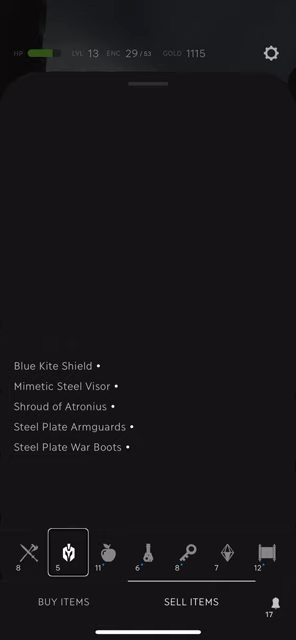 HP LVL 13 ENC 29/53 GOLD 1115
Blue Kite Shield •
Mimetic Steel Visor •
Shroud of Atronius •
Steel Plate Armguards •
Steel Plate War Boots •
8 5 11 6 8 7 12
BUY ITEMS SELL ITEMS 17